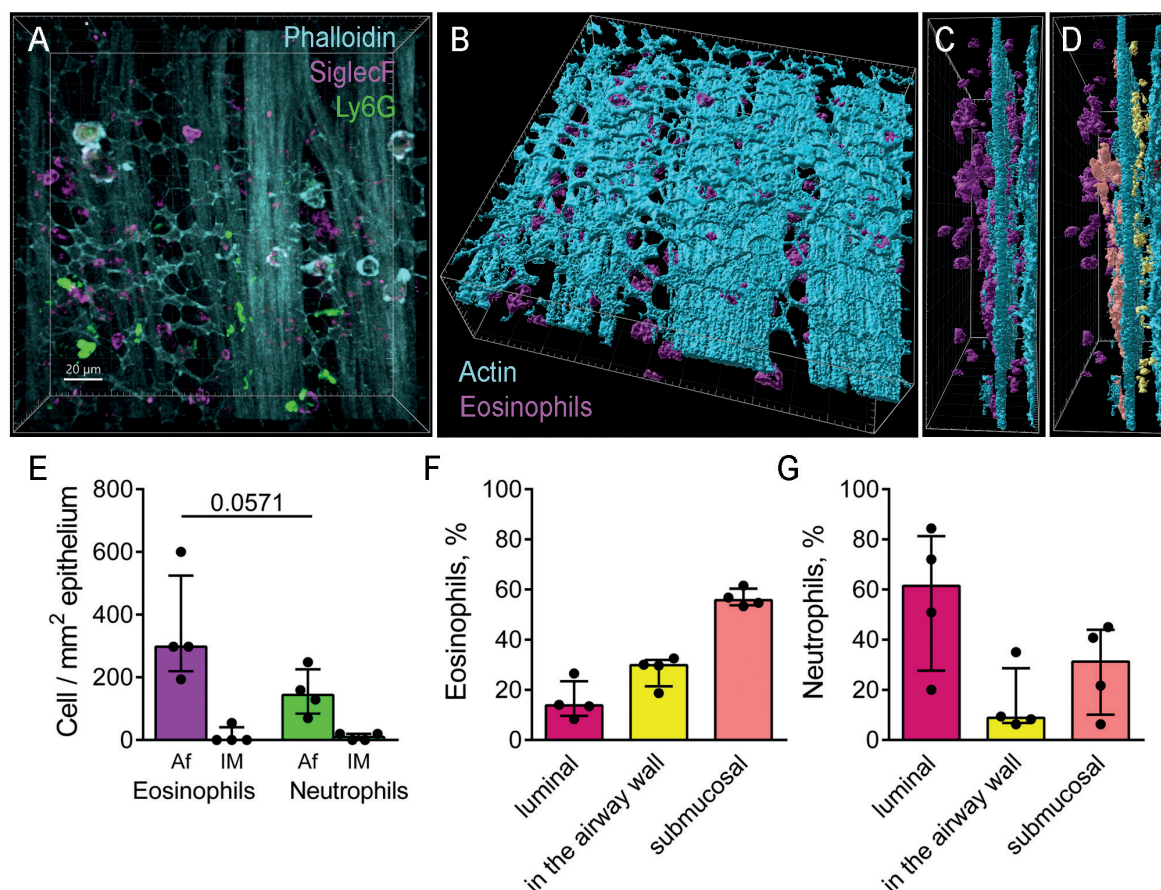 A
Phalloidin
SiglecF
Ly6G
20 µm
B
Actin
Eosinophils
C
D
E
Cell / mm² epithelium
800
600
400
200
0
0.0571
Af
IM
Af
IM
Eosinophils
Neutrophils
F
Eosinophils, %
100
80
60
40
20
0
luminal
in the airway wall
submucosal
G
Neutrophils, %
100
80
60
40
20
0
luminal
in the airway wall
submucosal